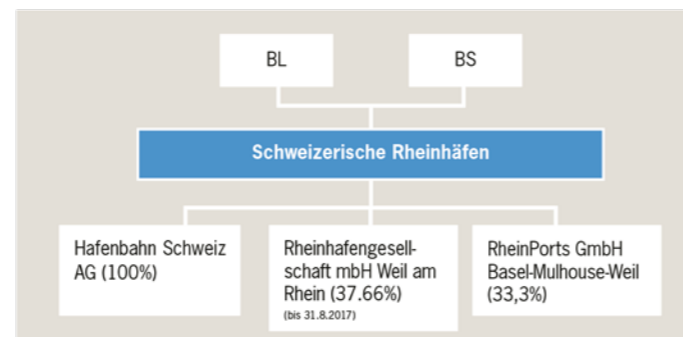 BL
BS
Schweizerische Rheinhäfen
Hafenbahn Schweiz
AG (100%)
Rheinhafengesell-
schaft mbH Weil am
Rhein (37.66%)
(bis 31.8.2017)
RheinPorts GmbH
Basel-Mulhouse-Weil
(33,3%)